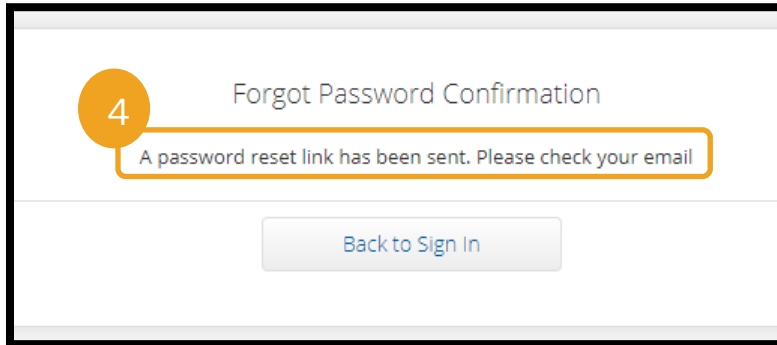 Forgot Password Confirmation
4
A password reset link has been sent. Please check your email
Back to Sign In